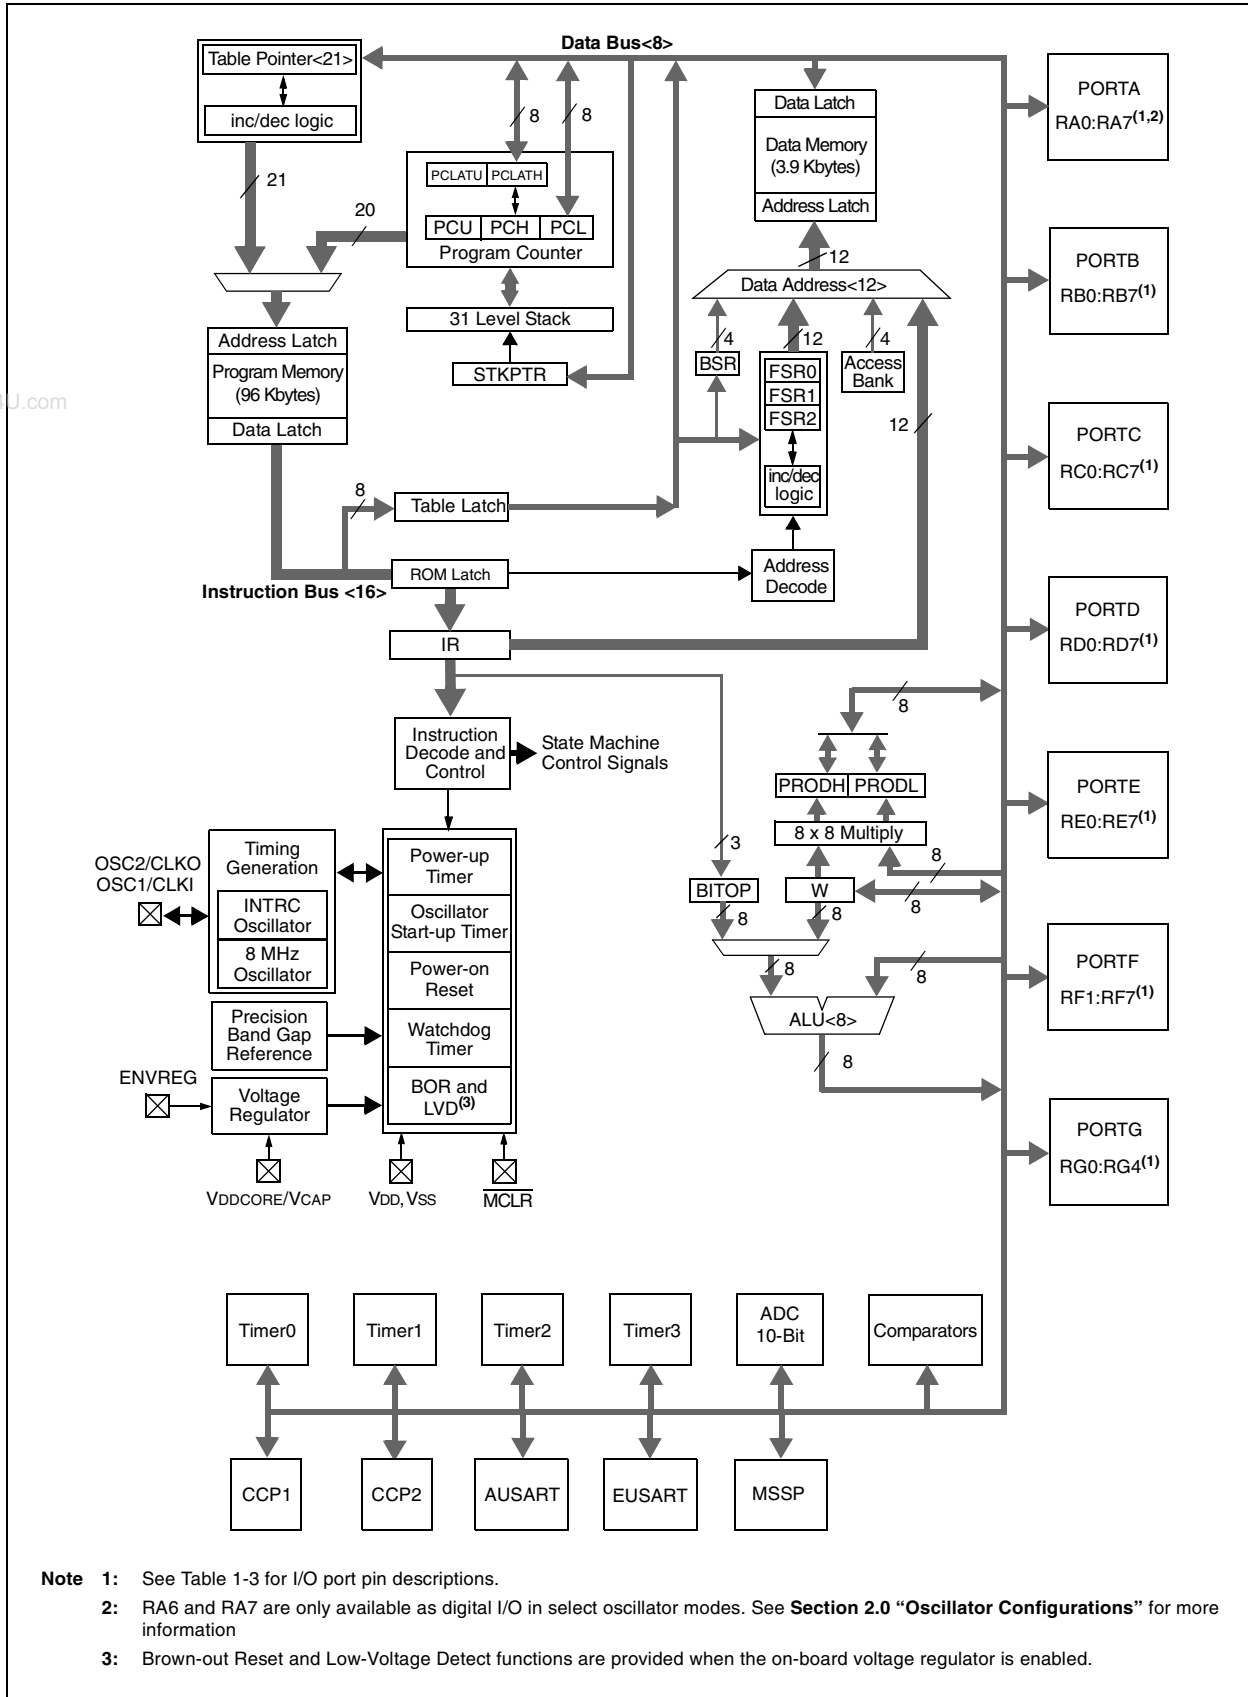 Data Bus<8>
Table Pointer<21>
inc/dec logic
21
20
8
8
PCLATU
PCLATH
PCU
PCH
PCL
Program Counter
31 Level Stack
STKPTR
Data Latch
Data Memory
(3.9 Kbytes)
Address Latch
12
Data Address<12>
4
12
4
BSR
FSR0
FSR1
FSR2
inc/dec
logic
Access
Bank
12
Address Latch
Program Memory
(96 Kbytes)
Data Latch
4U.com
8
Table Latch
ROM Latch
Instruction Bus <16>
Address
Decode
IR
Instruction
Decode and
Control
State Machine
Control Signals
8
PRODH
PRODL
8 x 8 Multiply
3
8
BITOP
W
8
8
8
8
8
ALU<8>
8
OSC2/CLKO
OSC1/CLKI
Timing
Generation
INTRC
Oscillator
8 MHz
Oscillator
Power-up
Timer
Oscillator
Start-up Timer
Power-on
Reset
Watchdog
Timer
BOR and
LVD(3)
Precision
Band Gap
Reference
ENVREG
Voltage
Regulator
VDDCORE/VCAP
VDD, VSS
MCLR
PORTA
RA0:RA7(1,2)
PORTB
RB0:RB7(1)
PORTC
RC0:RC7(1)
PORTD
RD0:RD7(1)
PORTE
RE0:RE7(1)
PORTF
RF1:RF7(1)
PORTG
RG0:RG4(1)
Timer0
Timer1
Timer2
Timer3
ADC
10-Bit
Comparators
CCP1
CCP2
AUSART
EUSART
MSSP
Note 1: See Table 1-3 for I/O port pin descriptions.
2: RA6 and RA7 are only available as digital I/O in select oscillator modes. See Section 2.0 “Oscillator Configurations” for more
information
3: Brown-out Reset and Low-Voltage Detect functions are provided when the on-board voltage regulator is enabled.